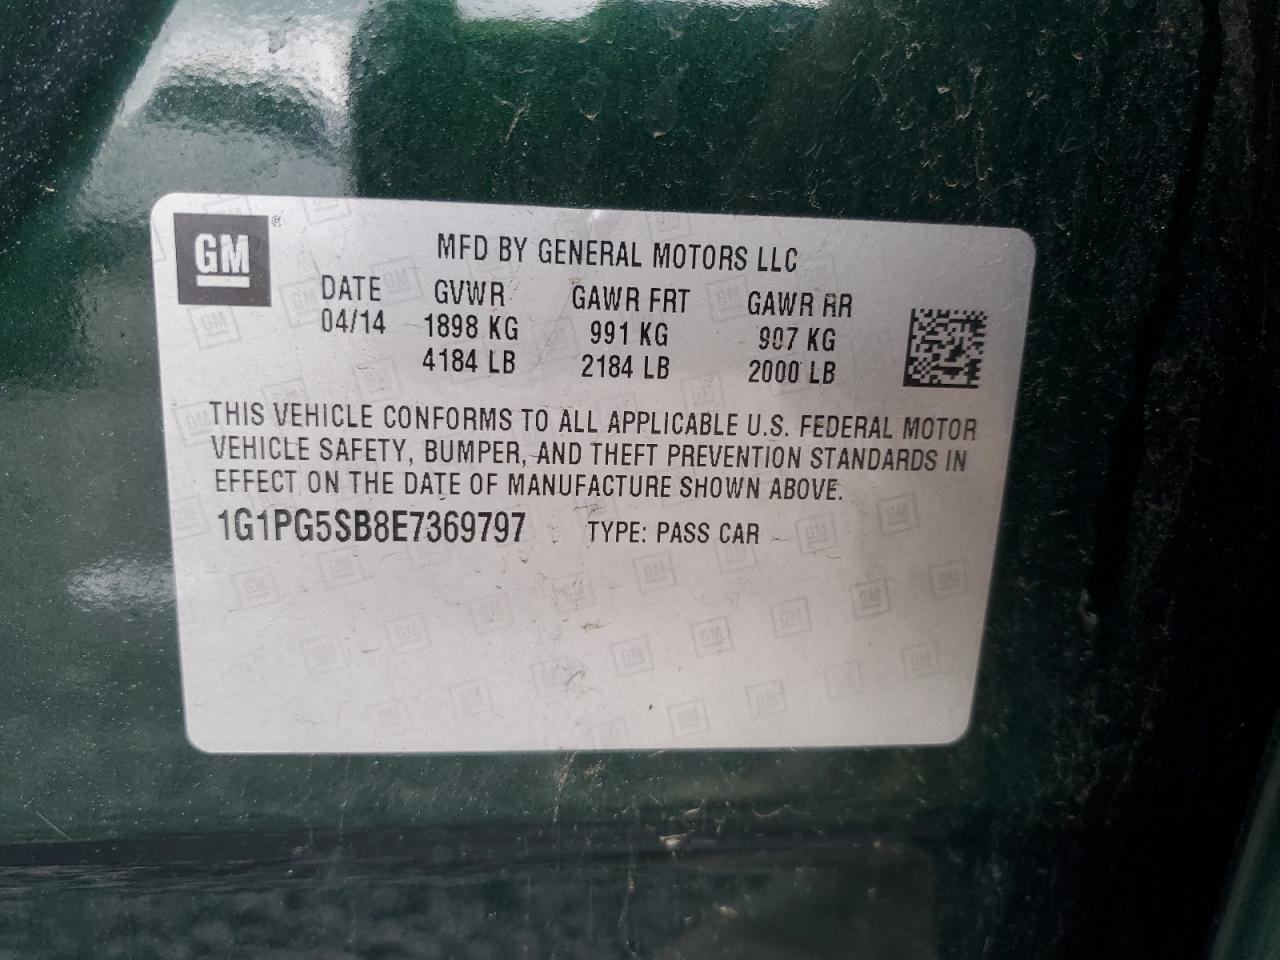 GM ®
MFD BY GENERAL MOTORS LLC
DATE GVWR GAWR FRT GAWR RR
04/14 1898 KG 991 KG 907 KG
4184 LB 2184 LB 2000 LB
THIS VEHICLE CONFORMS TO ALL APPLICABLE U.S. FEDERAL MOTOR
VEHICLE SAFETY, BUMPER, AND THEFT PREVENTION STANDARDS IN
EFFECT ON THE DATE OF MANUFACTURE SHOWN ABOVE.
1G1PG5SB8E7369797 TYPE: PASS CAR